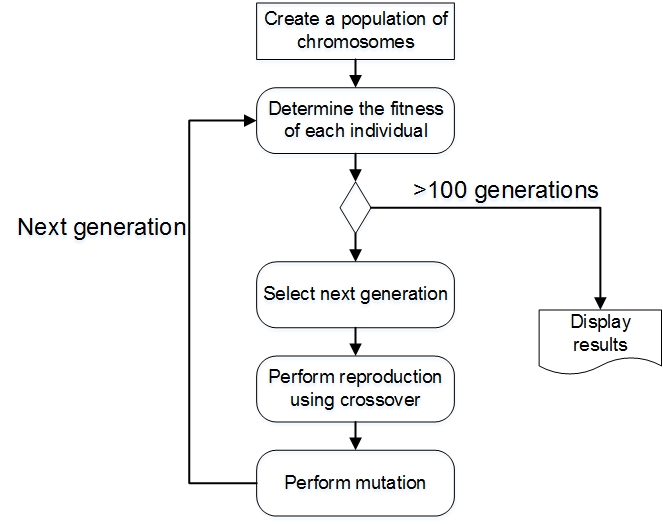 Create a population of
chromosomes
Determine the fitness
of each individual
>100 generations
Next generation
Select next generation
Display
results
Perform reproduction
using crossover
Perform mutation